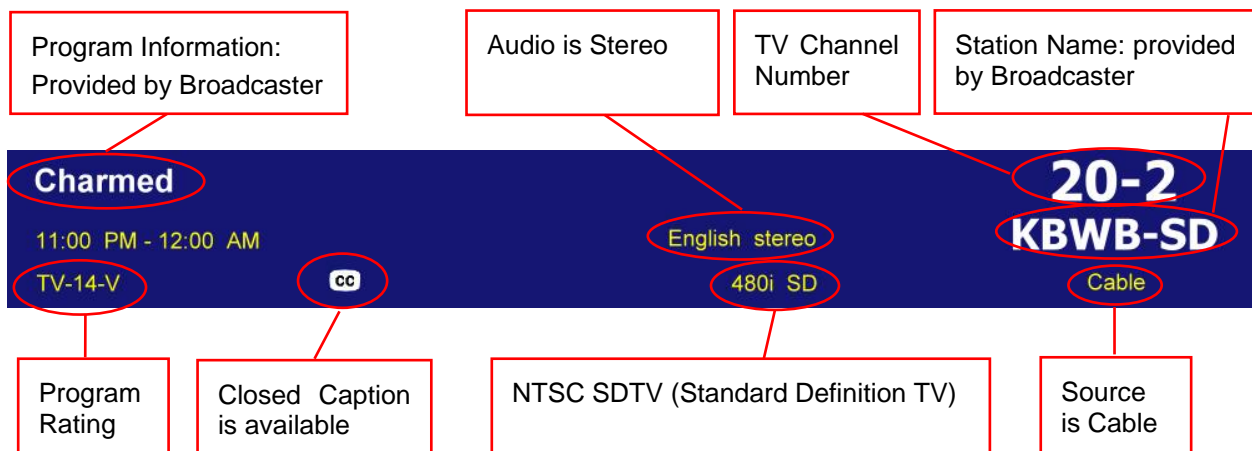 Program Information:
Provided by Broadcaster
Audio is Stereo
TV Channel
Number
Station Name: provided
by Broadcaster
Charmed
20-2
KBWB-SD
11:00 PM - 12:00 AM
English stereo
TV-14-V
CC
480i SD
Cable
Program
Rating
Closed Caption
is available
NTSC SDTV (Standard Definition TV)
Source
is Cable